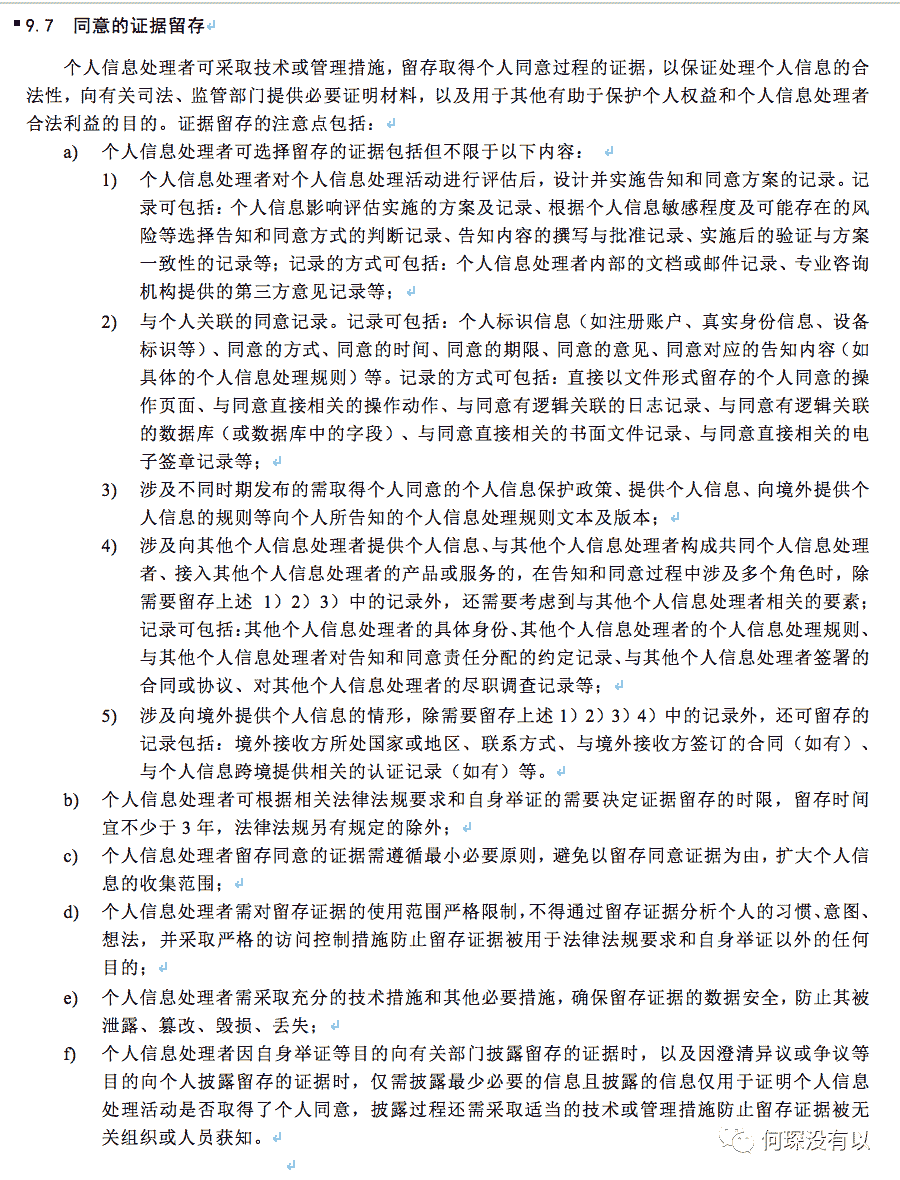 9.7 同意的证据留存
个人信息处理者可采取技术或管理措施，留存取得个人同意过程的证据，以保证处理个人信息的合
法性，向有关司法、监管部门提供必要证明材料，以及用于其他有助于保护个人权益和个人信息处理者
合法利益的目的。证据留存的注意点包括：
a) 个人信息处理者可选择留存的证据包括但不限于以下内容：
1) 个人信息处理者对个人信息处理活动进行评估后，设计并实施告知和同意方案的记录。记
录可包括：个人信息影响评估实施的方案及记录、根据个人信息敏感程度及可能存在的风
险等选择告知和同意方式的判断记录、告知内容的撰写与批准记录、实施后的验证与方案
一致性的记录等；记录的方式可包括：个人信息处理者内部的文档或邮件记录、专业咨询
机构提供的第三方意见记录等；
2) 与个人关联的同意记录。记录可包括：个人标识信息（如注册账户、真实身份信息、设备
标识等）、同意的方式、同意的时间、同意的期限、同意的意见、同意对应的告知内容（如
具体的个人信息处理规则）等。记录的方式可包括：直接以文件形式留存的个人同意的操
作页面、与同意直接相关的操作动作、与同意有逻辑关联的日志记录、与同意有逻辑关联
的数据库（或数据库中的字段）、与同意直接相关的书面文件记录、与同意直接相关的电
子签章记录等；
3) 涉及不同时期发布的需取得个人同意的个人信息保护政策、提供个人信息、向境外提供个
人信息的规则等向个人所告知的个人信息处理规则文本及版本；
4) 涉及向其他个人信息处理者提供个人信息、与其他个人信息处理者构成共同个人信息处理
者、接入其他个人信息处理者的产品或服务的，在告知和同意过程中涉及多个角色时，除
需要留存上述 1）2）3）中的记录外，还需要考虑到与其他个人信息处理者相关的要素；
记录可包括：其他个人信息处理者的具体身份、其他个人信息处理者的个人信息处理规则、
与其他个人信息处理者对告知和同意责任分配的约定记录、与其他个人信息处理者签署的
合同或协议、对其他个人信息处理者的尽职调查记录等；
5) 涉及向境外提供个人信息的情形，除需要留存上述1）2）3）4）中的记录外，还可留存的
记录包括：境外接收方所处国家或地区、联系方式、与境外接收方签订的合同（如有）、
与个人信息跨境提供相关的认证记录（如有）等。
b) 个人信息处理者可根据相关法律法规要求和自身举证的需要决定证据留存的时限，留存时间
宜不少于 3 年，法律法规另有规定的除外；
c) 个人信息处理者留存同意的证据需遵循最小必要原则，避免以留存同意证据为由，扩大个人信
息的收集范围；
d) 个人信息处理者需对留存证据的使用范围严格限制，不得通过留存证据分析个人的习惯、意图、
想法，并采取严格的访问控制措施防止留存证据被用于法律法规要求和自身举证以外的任何
目的；
e) 个人信息处理者需采取充分的技术措施和其他必要措施，确保留存证据的数据安全，防止其被
泄露、篡改、毁损、丢失；
f) 个人信息处理者因自身举证等目的向有关部门披露留存的证据时，以及因澄清异议或争议等
目的向个人披露留存的证据时，仅需披露最少必要的信息且披露的信息仅用于证明个人信息
处理活动是否取得了个人同意，披露过程还需采取适当的技术或管理措施防止留存证据被无
关组织或人员获知。
何琛没有以